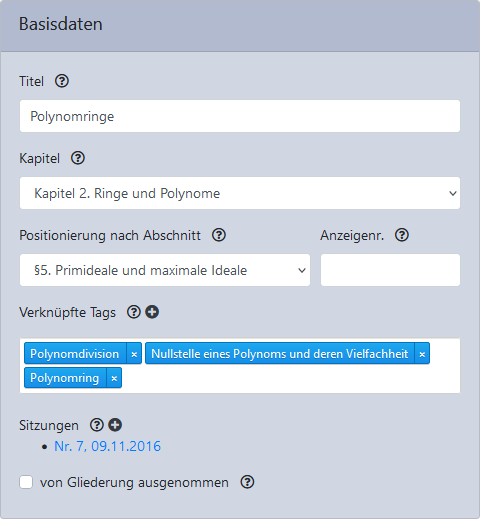 Basisdaten
Titel
Polynomringe
Kapitel
Kapitel 2. Ringe und Polynome
Positionierung nach Abschnitt Anzeigenr.
§5. Primideale und maximale Ideale
Verknüpfte Tags
Polynomdivision × Nullstelle eines Polynoms und deren Vielfachheit ×
Polynomring ×
Sitzungen
• Nr. 7, 09.11.2016
von Gliederung ausgenommen